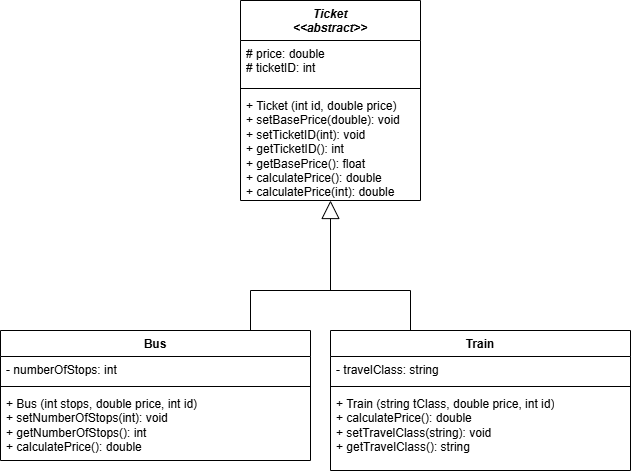 Ticket
<<abstract>>
# price: double
# ticketID: int
+ Ticket (int id, double price)
+ setBasePrice(double): void
+ setTicketID(int): void
+ getTicketID(): int
+ getBasePrice(): float
+ calculatePrice(): double
+ calculatePrice(int): double
Bus
- numberOfStops: int
+ Bus (int stops, double price, int id)
+ setNumberOfStops(int): void
+ getNumberOfStops(): int
+ calculatePrice(): double
Train
- travelClass: string
+ Train (string tClass, double price, int id)
+ calculatePrice(): double
+ setTravelClass(string): void
+ getTravelClass(): string